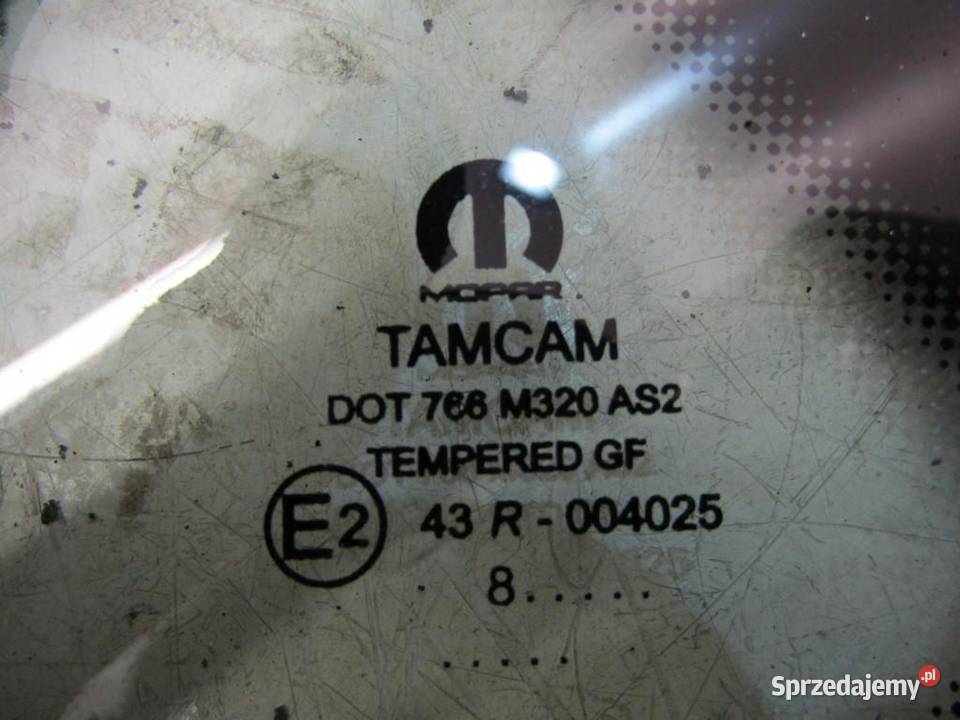 MOPAR
TAMCAM
DOT 766 M320 AS2
TEMPERED GF
E2 43 R - 004025
8.....
.....
Sprzedajemy.pl